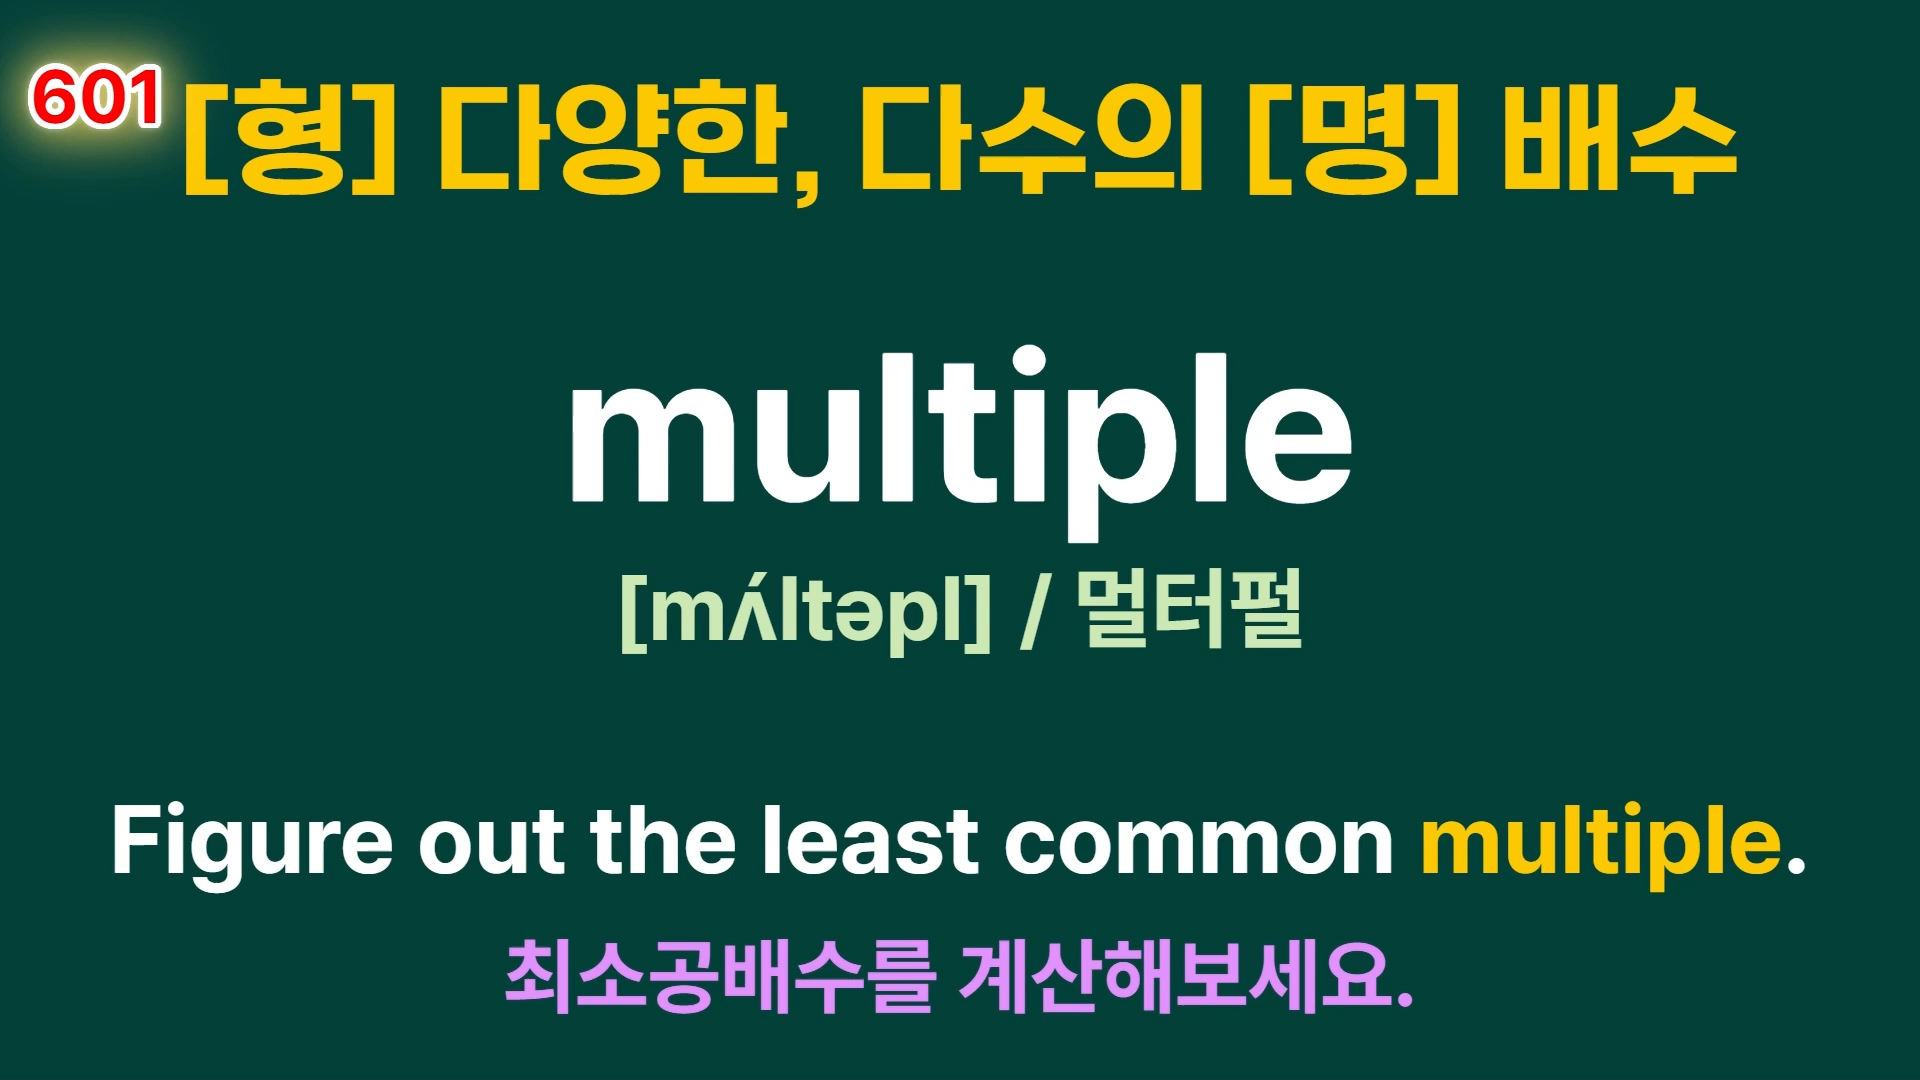 601
[형] 다양한, 다수의 [명] 배수
multiple
[mʌ́ltəpl] / 멀터펄
Figure out the least common multiple.
최소공배수를 계산해보세요.